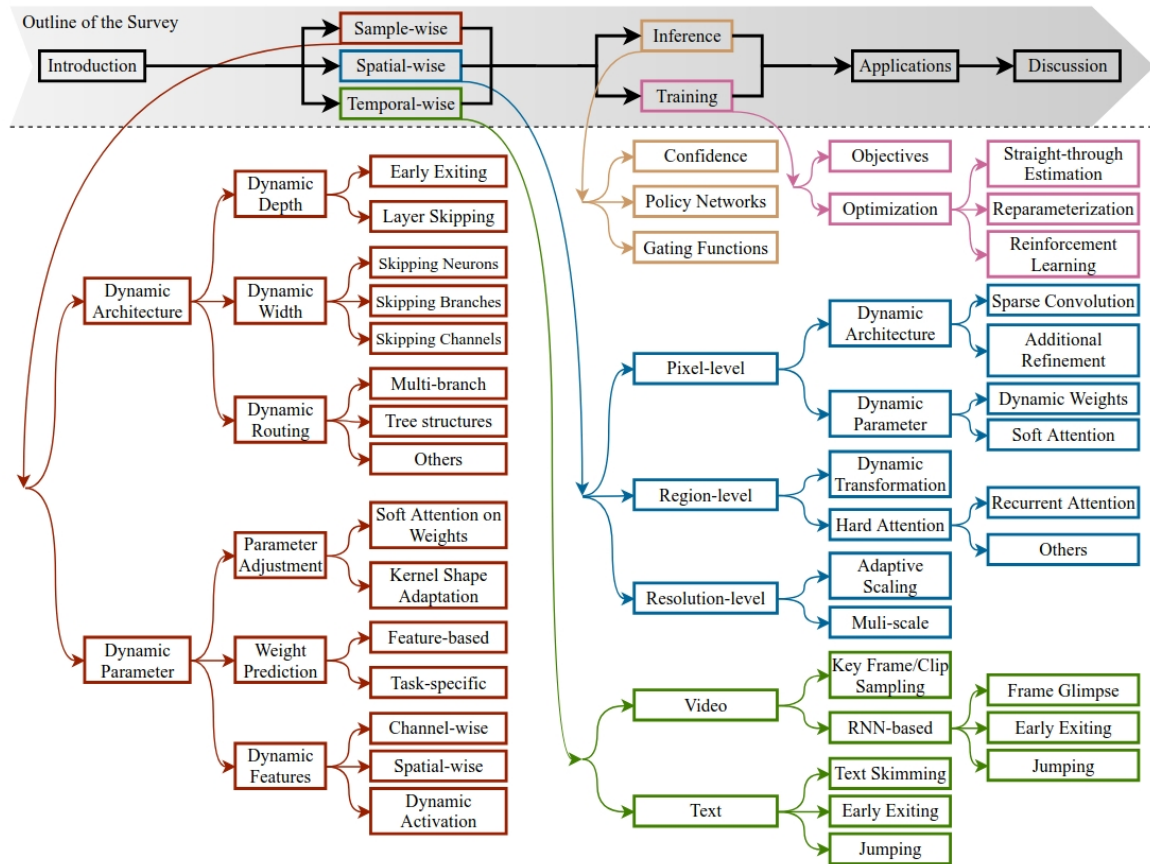 Outline of the Survey
Introduction
Sample-wise
Spatial-wise
Temporal-wise
Inference
Training
Applications
Discussion
Dynamic
Architecture
Dynamic
Depth
Early Exiting
Layer Skipping
Dynamic
Width
Skipping Neurons
Skipping Branches
Skipping Channels
Dynamic
Routing
Multi-branch
Tree structures
Others
Dynamic
Parameter
Parameter
Adjustment
Soft Attention on
Weights
Kernel Shape
Adaptation
Weight
Prediction
Feature-based
Task-specific
Dynamic
Features
Channel-wise
Spatial-wise
Dynamic
Activation
Confidence
Policy Networks
Gating Functions
Objectives
Optimization
Straight-through
Estimation
Reparameterization
Reinforcement
Learning
Pixel-level
Dynamic
Architecture
Sparse Convolution
Additional
Refinement
Dynamic
Parameter
Dynamic Weights
Soft Attention
Region-level
Dynamic
Transformation
Hard Attention
Recurrent Attention
Others
Resolution-level
Adaptive
Scaling
Muli-scale
Video
Key Frame/Clip
Sampling
RNN-based
Frame Glimpse
Early Exiting
Jumping
Text
Text Skimming
Early Exiting
Jumping